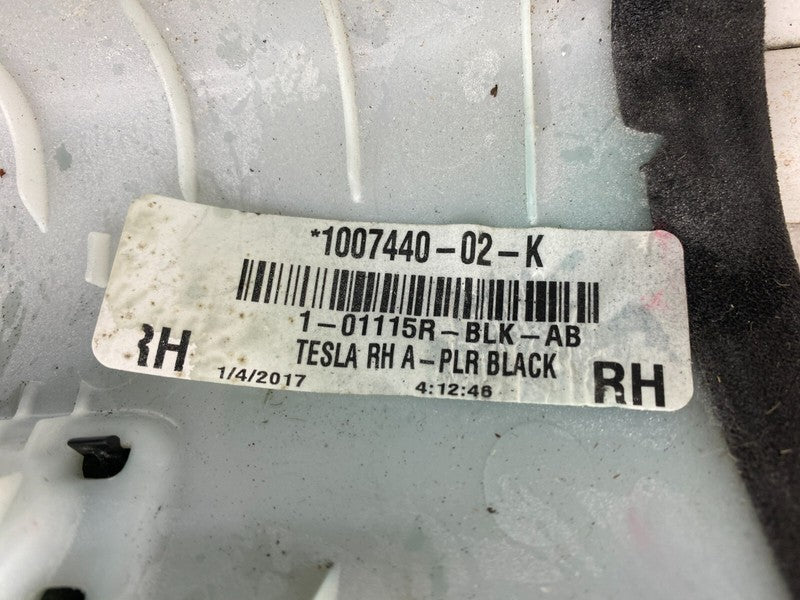 *1007440-02-K
1-01115R-BLK-AB
RH TESLA RH A-PLR BLACK RH
1/4/2017 4:12:46